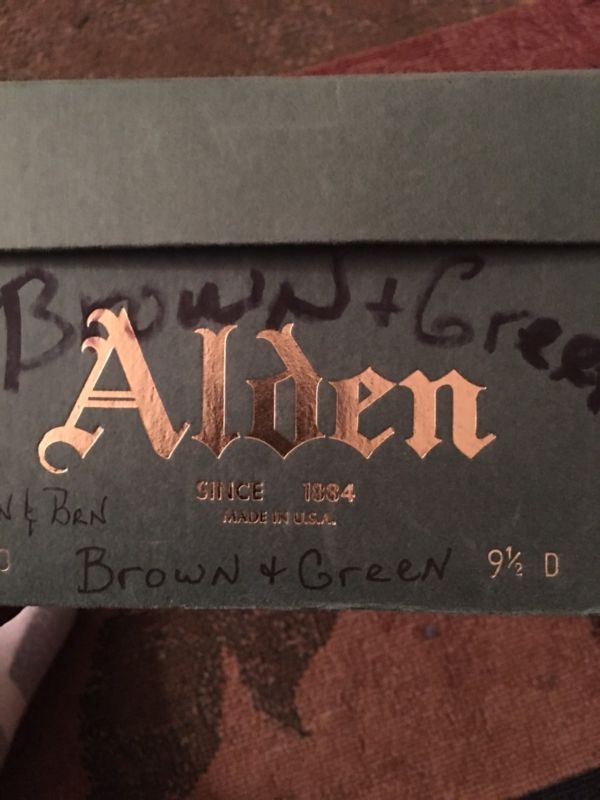 Brown + Green
Alden
SINCE 1884
MADE IN U.S.A.
N & BRN
Brown + Green 9½ D